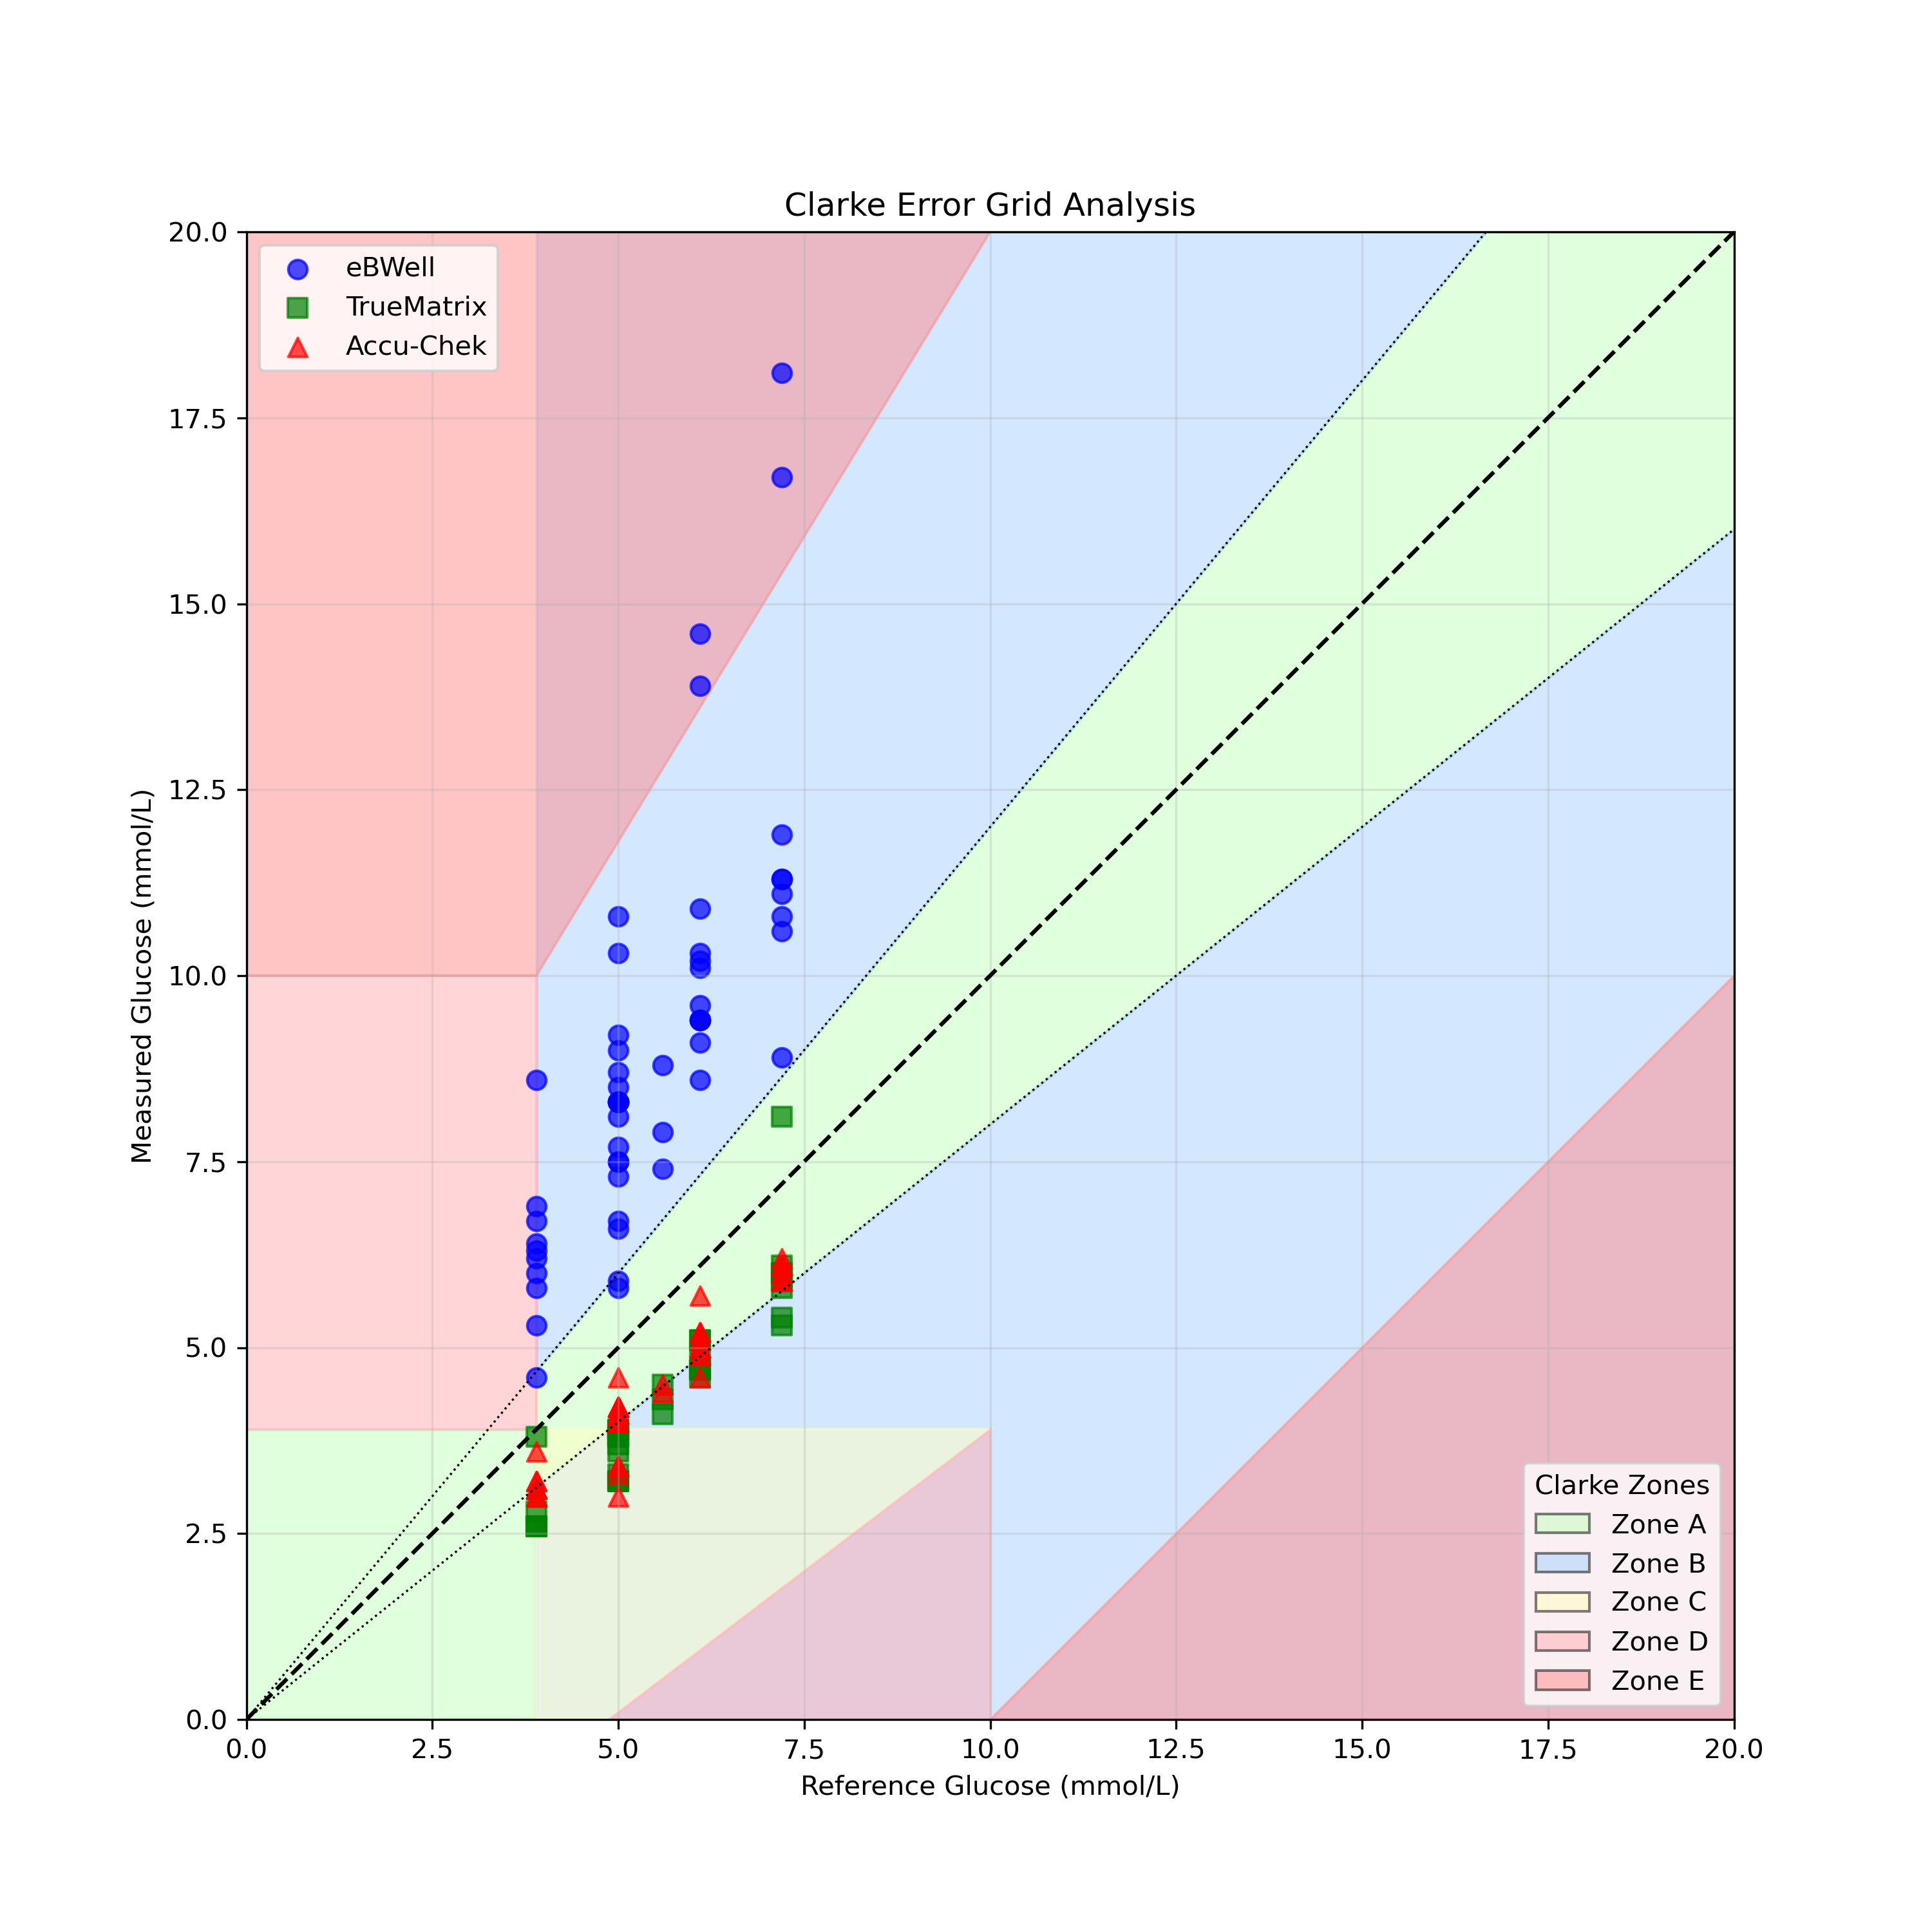 Clarke Error Grid Analysis
20.0
17.5
15.0
12.5
10.0
7.5
5.0
2.5
0.0
Measured Glucose (mmol/L)
eBWell
TrueMatrix
Accu-Chek
Clarke Zones
Zone A
Zone B
Zone C
Zone D
Zone E
0.0 2.5 5.0 7.5 10.0 12.5 15.0 17.5 20.0
Reference Glucose (mmol/L)